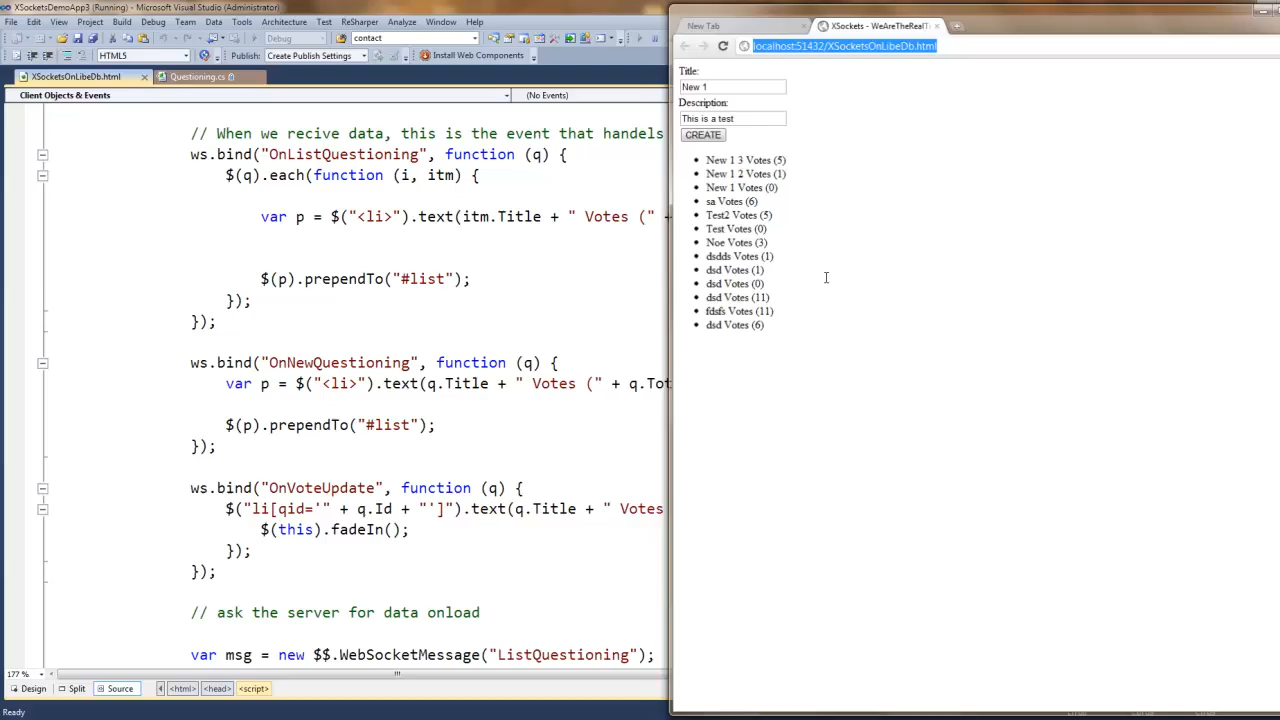 XSocketsDemoApp3 (Running) - Microsoft Visual Studio (Administrator)
File Edit View Project Build Debug Team Data Tools Architecture Test ReSharper Analyze Window Help
Debug contact
HTML5 Publish: Create Publish Settings Install Web Components
XSocketsOnLibeDb.html Questioning.cs
Client Objects & Events (No Events)
// When we recive data, this is the event that handels
ws.bind("OnListQuestioning", function (q) {
$(q).each(function (i, itm) {
var p = $("<li>").text(itm.Title + " Votes (" +
$(p).prependTo("#list");
});
});
ws.bind("OnNewQuestioning", function (q) {
var p = $("<li>").text(q.Title + " Votes (" + q.Tot
$(p).prependTo("#list");
});
ws.bind("OnVoteUpdate", function (q) {
$("li[qid='" + q.Id + "']").text(q.Title + " Votes
$(this).fadeIn();
});
});
// ask the server for data onload
var msg = new $$.WebSocketMessage("ListQuestioning");
177 %
Design Split Source <html> <head> <script>
Ready
New Tab XSockets - WeAreTheRealT
localhost:51432/XSocketsOnLibeDb.html
Title:
New 1
Description:
This is a test
CREATE
New 1 3 Votes (5)
New 1 2 Votes (1)
New 1 Votes (0)
sa Votes (6)
Test2 Votes (5)
Test Votes (0)
Noe Votes (3)
dsdds Votes (1)
dsd Votes (1)
dsd Votes (0)
dsd Votes (11)
fdsfs Votes (11)
dsd Votes (6)